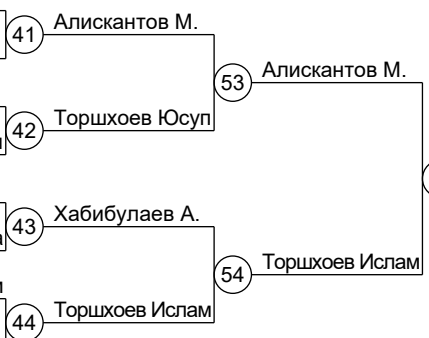 41 Алискантов М.
53 Алискантов М.
42 Торшхоев Юсуп
43 Хабибулаев А.
54 Торшхоев Ислам
44 Торшхоев Ислам